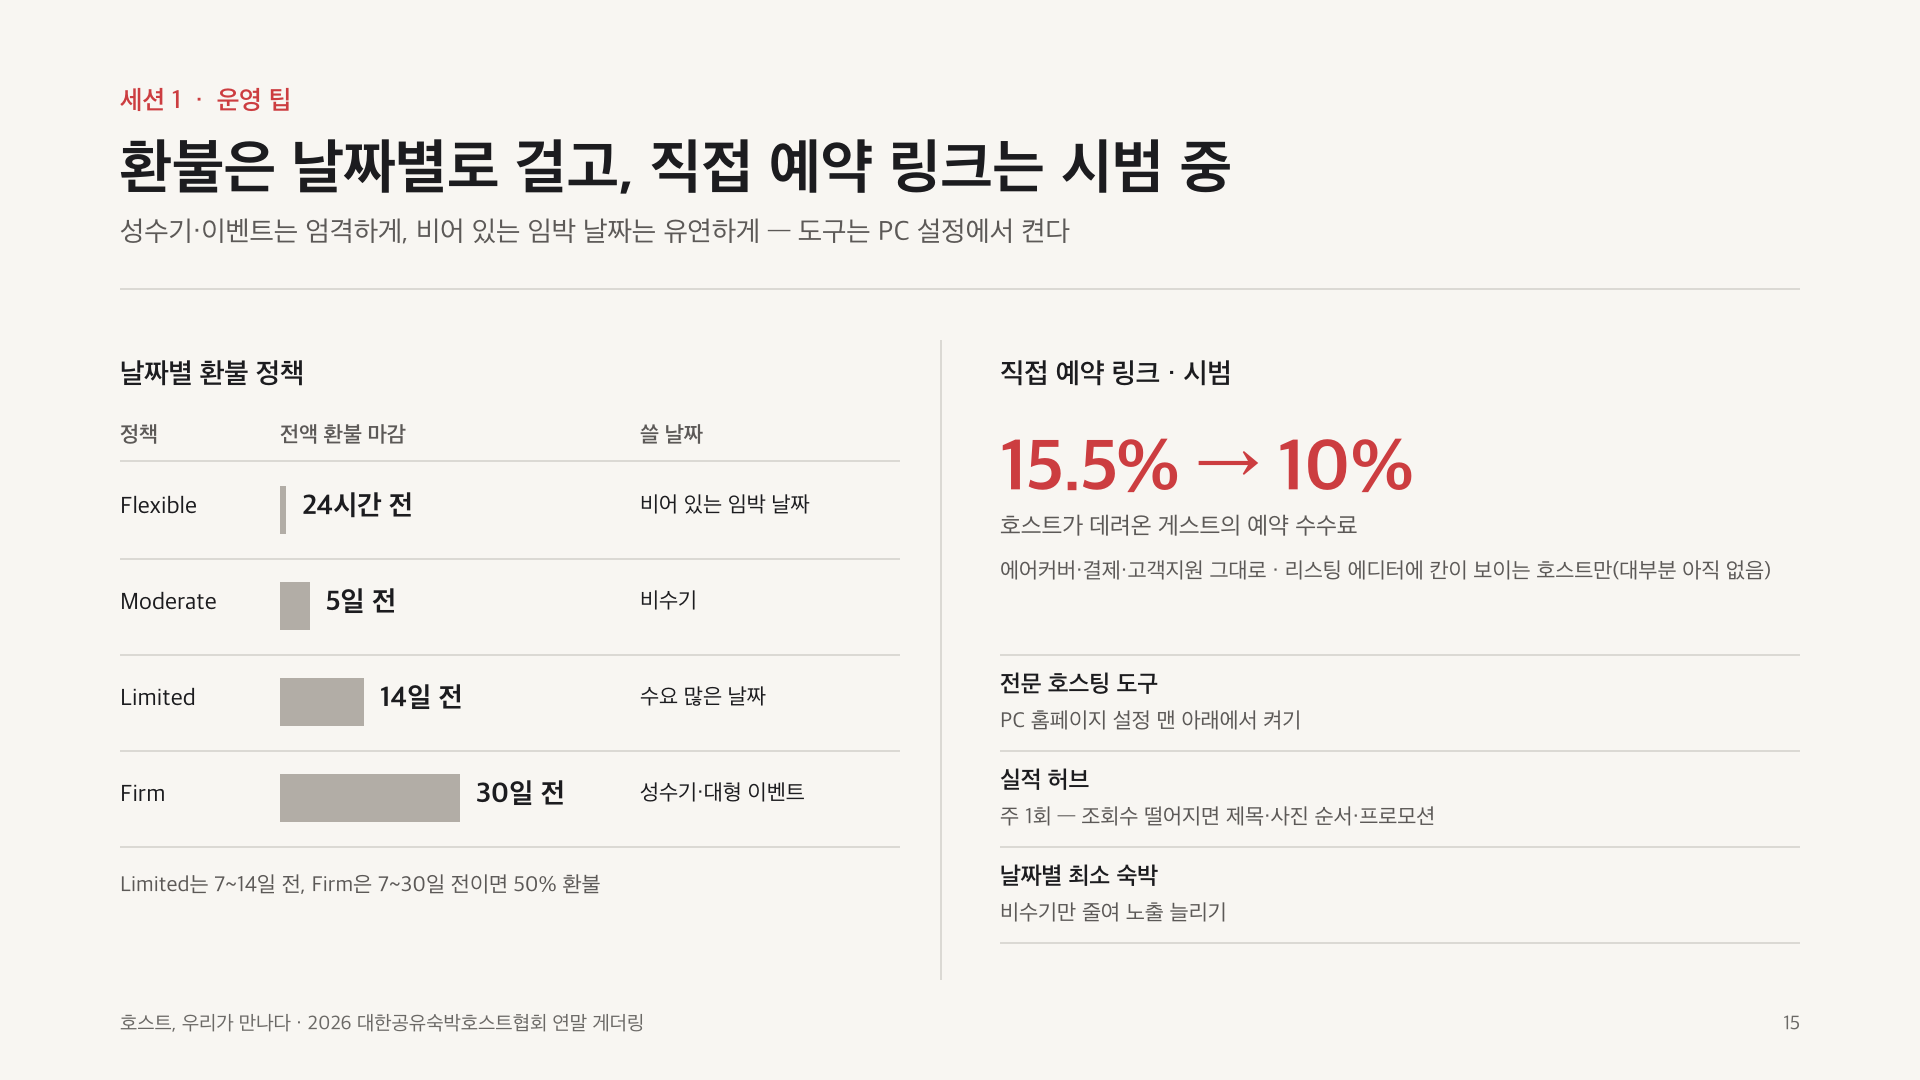 세션 1 · 운영 팁
환불은 날짜별로 걸고, 직접 예약 링크는 시범 중
성수기·이벤트는 엄격하게, 비어 있는 임박 날짜는 유연하게 — 도구는 PC 설정에서 켠다
날짜별 환불 정책
정책 전액 환불 마감 쓸 날짜
Flexible 24시간 전 비어 있는 임박 날짜
Moderate 5일 전 비수기
Limited 14일 전 수요 많은 날짜
Firm 30일 전 성수기·대형 이벤트
Limited는 7~14일 전, Firm은 7~30일 전이면 50% 환불
직접 예약 링크 · 시범
15.5% → 10%
호스트가 데려온 게스트의 예약 수수료
에어커버·결제·고객지원 그대로 · 리스팅 에디터에 칸이 보이는 호스트만(대부분 아직 없음)
전문 호스팅 도구
PC 홈페이지 설정 맨 아래에서 켜기
실적 허브
주 1회 — 조회수 떨어지면 제목·사진 순서·프로모션
날짜별 최소 숙박
비수기만 줄여 노출 늘리기
호스트, 우리가 만나다 · 2026 대한공유숙박호스트협회 연말 게더링
15